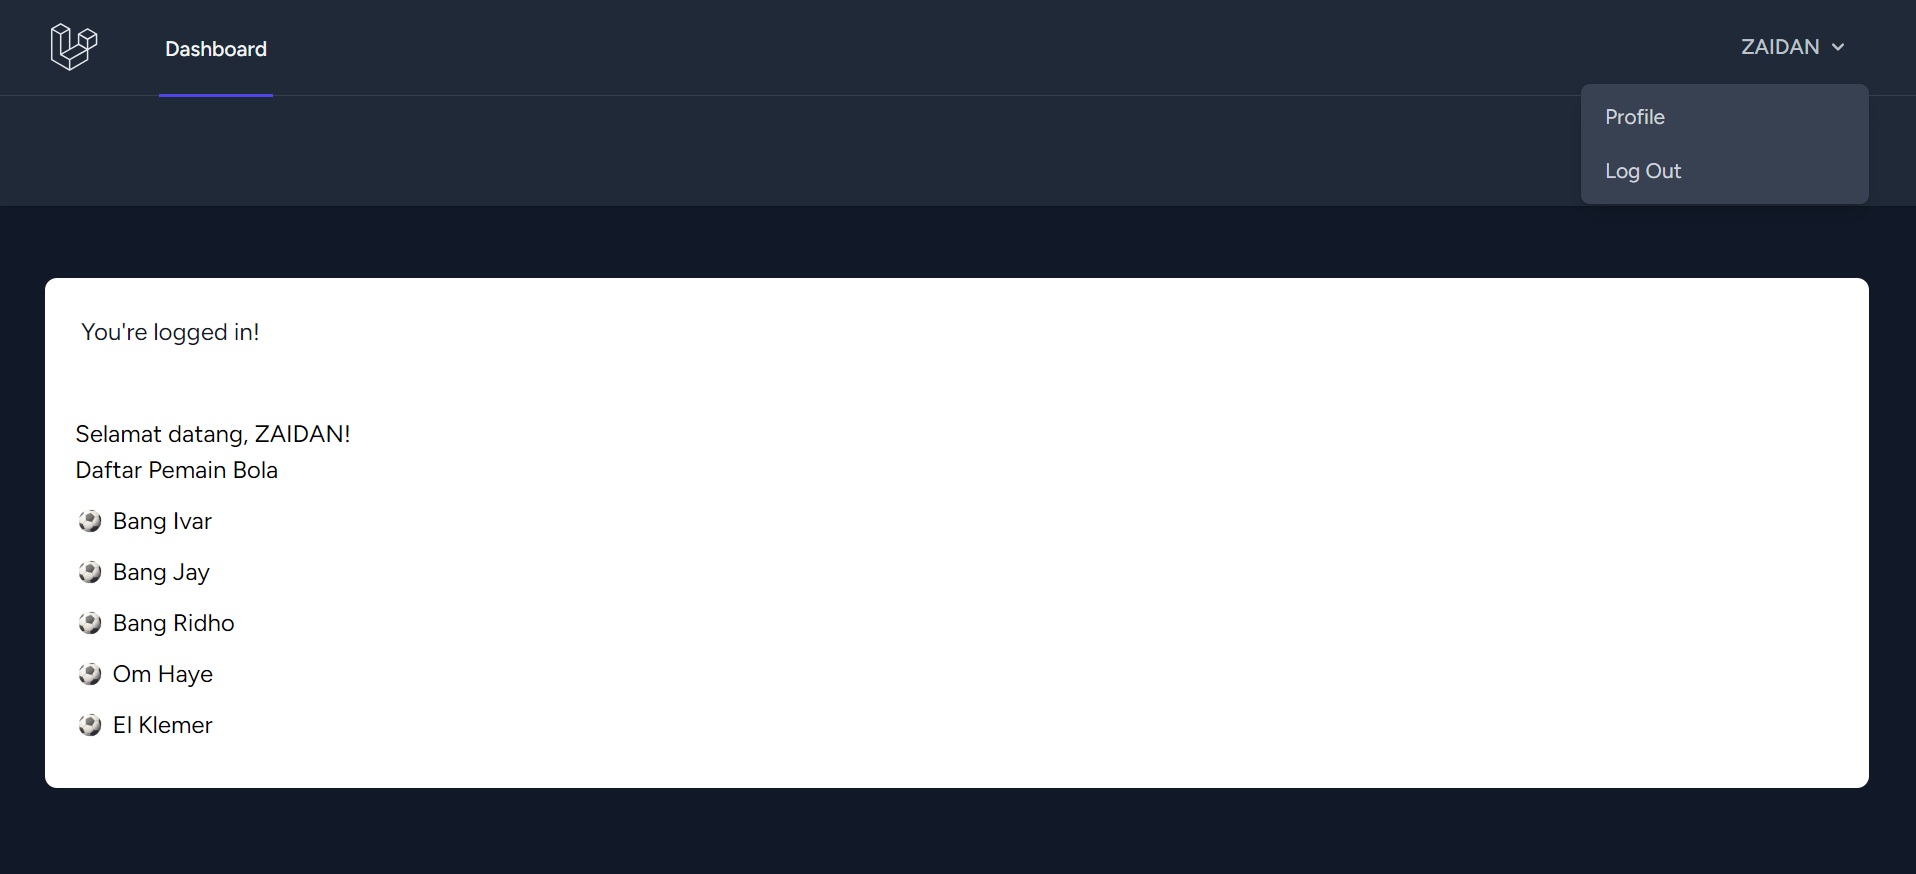 Dashboard
ZAIDAN
Profile
Log Out
You're logged in!
Selamat datang, ZAIDAN!
Daftar Pemain Bola
Bang Ivar
Bang Jay
Bang Ridho
Om Haye
El Klemer